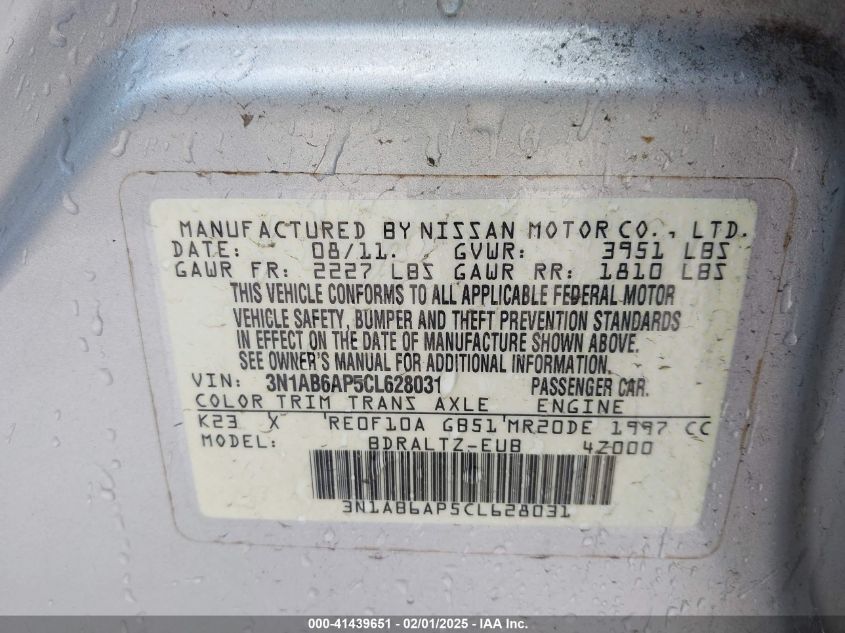 MANUFACTURED BY NISSAN MOTOR CO., LTD.
DATE: 08/11. GVWR: 3951 LBS
GAWR FR: 2227 LBS GAWR RR: 1810 LBS
THIS VEHICLE CONFORMS TO ALL APPLICABLE FEDERAL MOTOR
VEHICLE SAFETY, BUMPER AND THEFT PREVENTION STANDARDS
IN EFFECT ON THE DATE OF MANUFACTURE SHOWN ABOVE.
SEE OWNER'S MANUAL FOR ADDITIONAL INFORMATION.
VIN: 3N1AB6AP5CL628031 PASSENGER CAR.
COLOR TRIM TRANS AXLE ENGINE
K23 X RE0F10A GB51 MR20DE 1997 CC
MODEL: BDRALTZ-EUB 4Z000
3N1AB6AP5CL628031
000-41439651 - 02/01/2025 - IAA Inc.